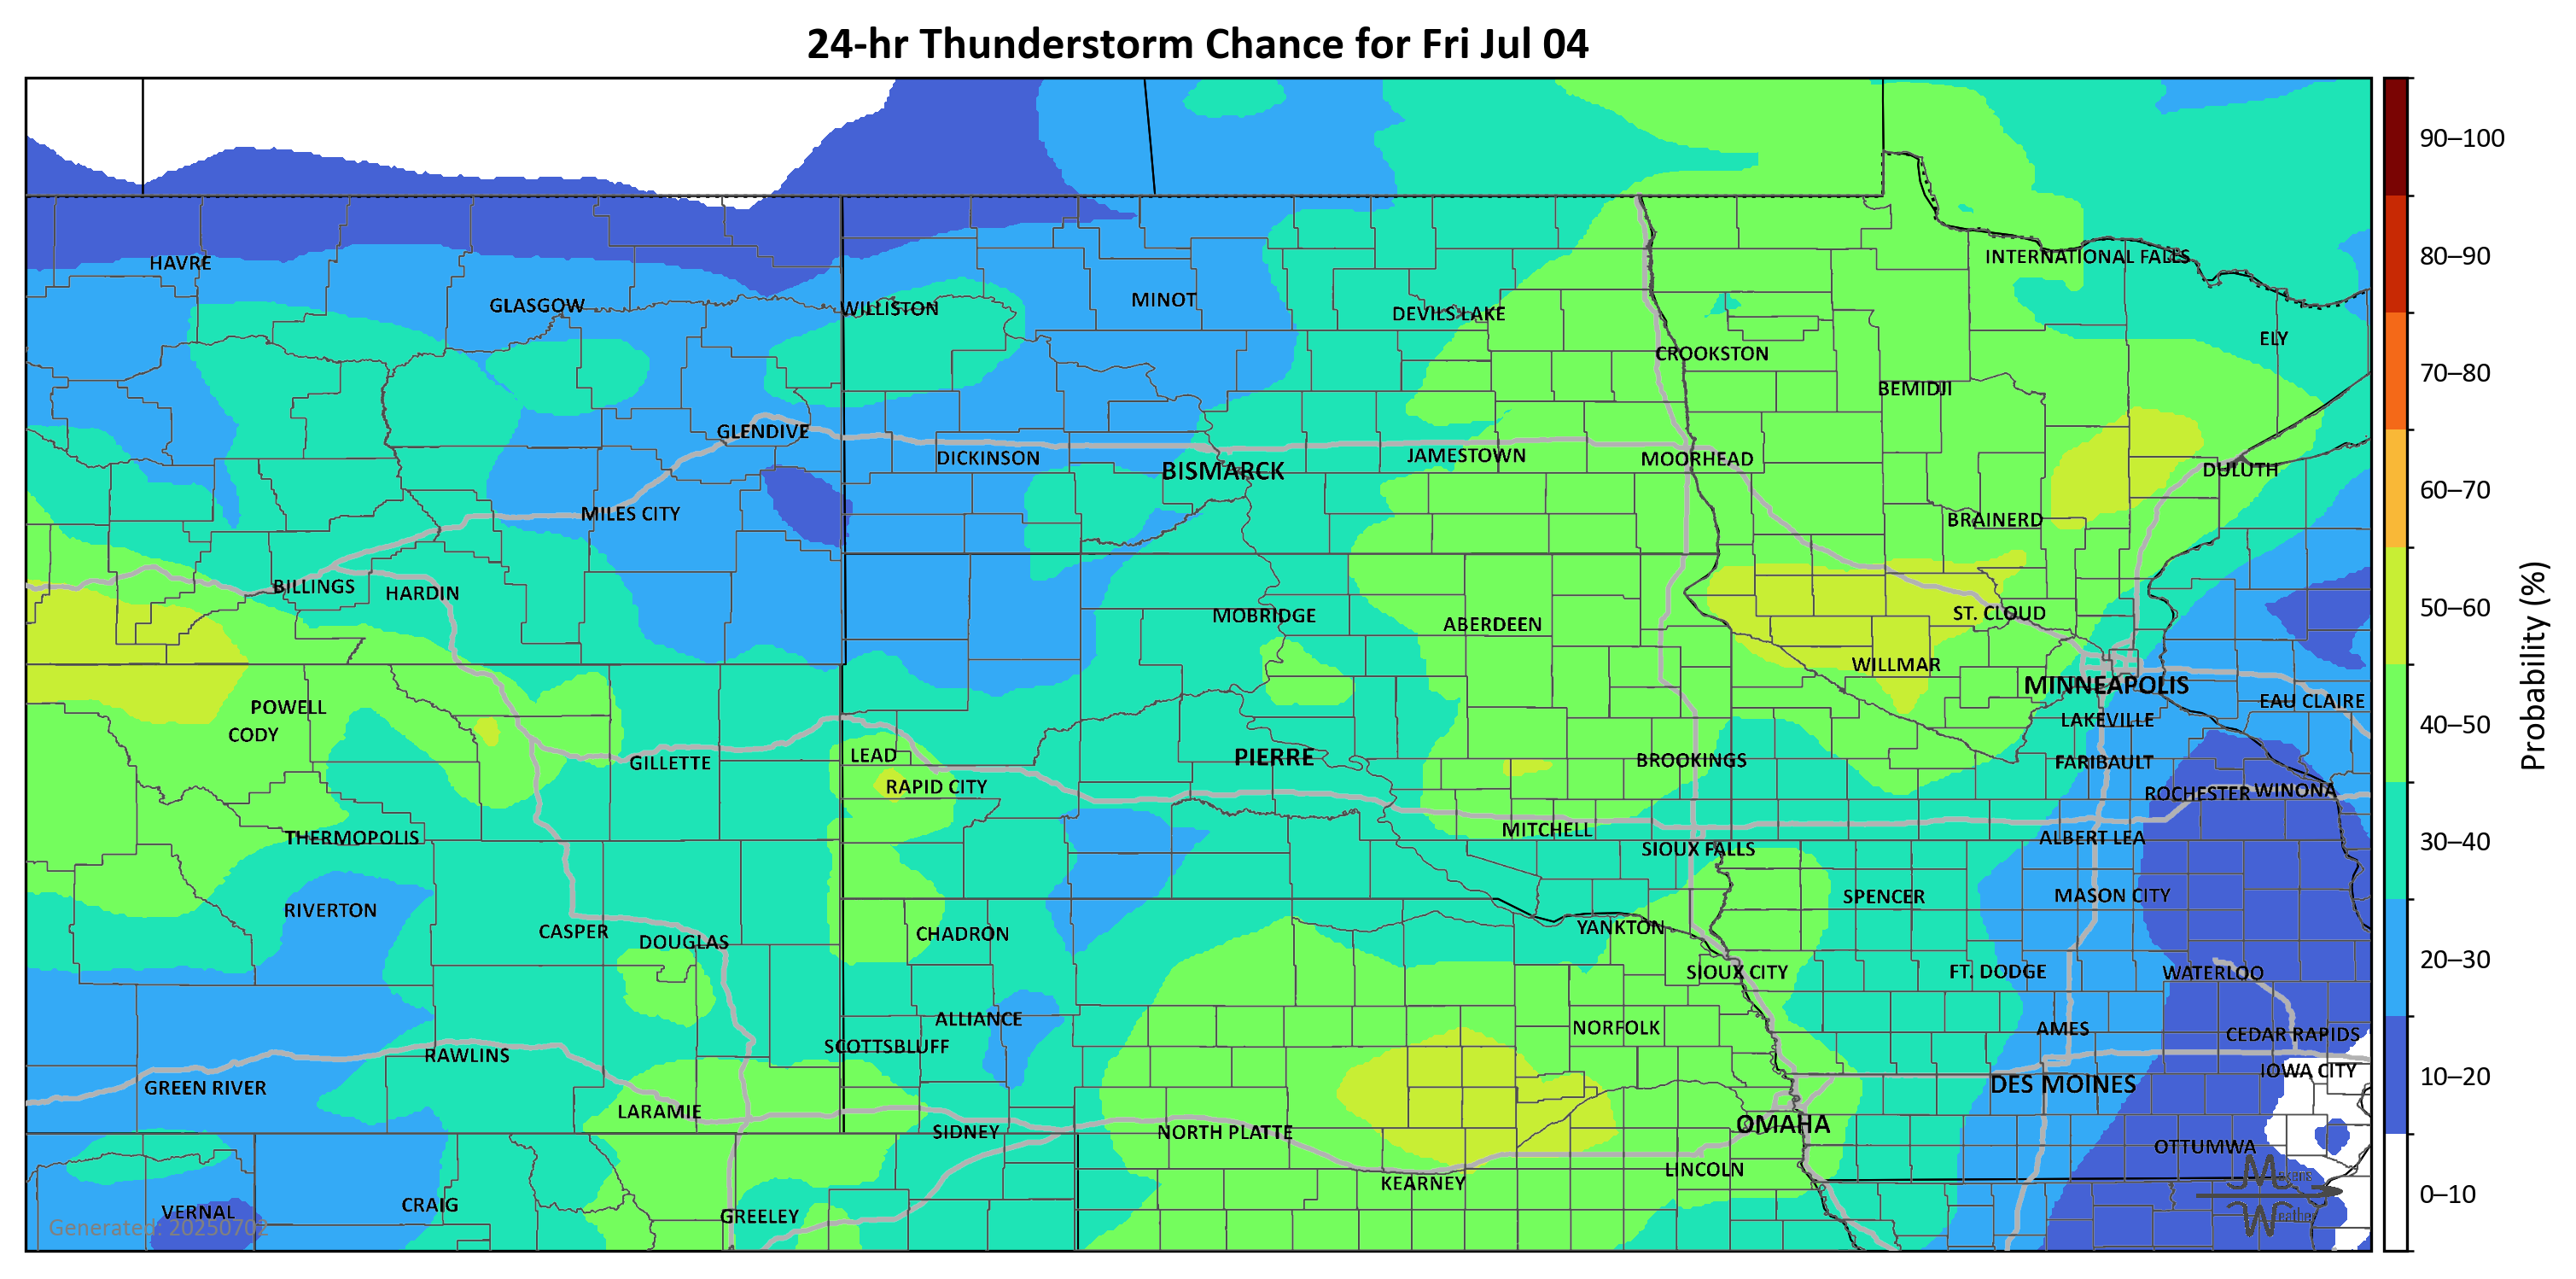 24-hr Thunderstorm Chance for Fri Jul 04
90–100
80–90
70–80
60–70
50–60
40–50
30–40
20–30
10–20
0–10
Probability (%)
HAVRE
GLASGOW
WILLISTON
MINOT
DEVILS LAKE
INTERNATIONAL FALLS
ELY
CROOKSTON
BEMIDJI
GLENDIVE
DICKINSON
BISMARCK
JAMESTOWN
MOORHEAD
DULUTH
MILES CITY
BRAINERD
BILLINGS
HARDIN
MOBRIDGE
ABERDEEN
ST. CLOUD
WILLMAR
MINNEAPOLIS
EAU CLAIRE
POWELL
CODY
LAKEVILLE
GILLETTE
LEAD
PIERRE
BROOKINGS
FARIBAULT
RAPID CITY
ROCHESTER
WINONA
THERMOPOLIS
MITCHELL
SIOUX FALLS
ALBERT LEA
RIVERTON
SPENCER
MASON CITY
CASPER
DOUGLAS
CHADRON
YANKTON
SIOUX CITY
FT. DODGE
WATERLOO
ALLIANCE
NORFOLK
AMES
CEDAR RAPIDS
SCOTTSBLUFF
RAWLINS
IOWA CITY
GREEN RIVER
DES MOINES
LARAMIE
SIDNEY
NORTH PLATTE
OMAHA
OTTUMWA
LINCOLN
KEARNEY
VERNAL
CRAIG
GREELEY
Generated: 20250702
Makens
Weather